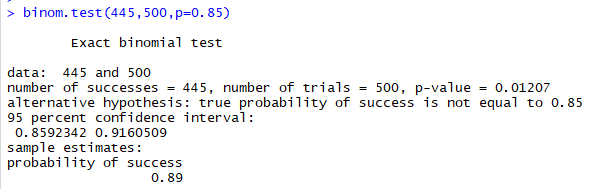 > binom.test(445,500,p=0.85)
Exact binomial test
data:  445 and 500
number of successes = 445, number of trials = 500, p-value = 0.01207
alternative hypothesis: true probability of success is not equal to 0.85
95 percent confidence interval:
0.8592342 0.9160509
sample estimates:
probability of success
0.89